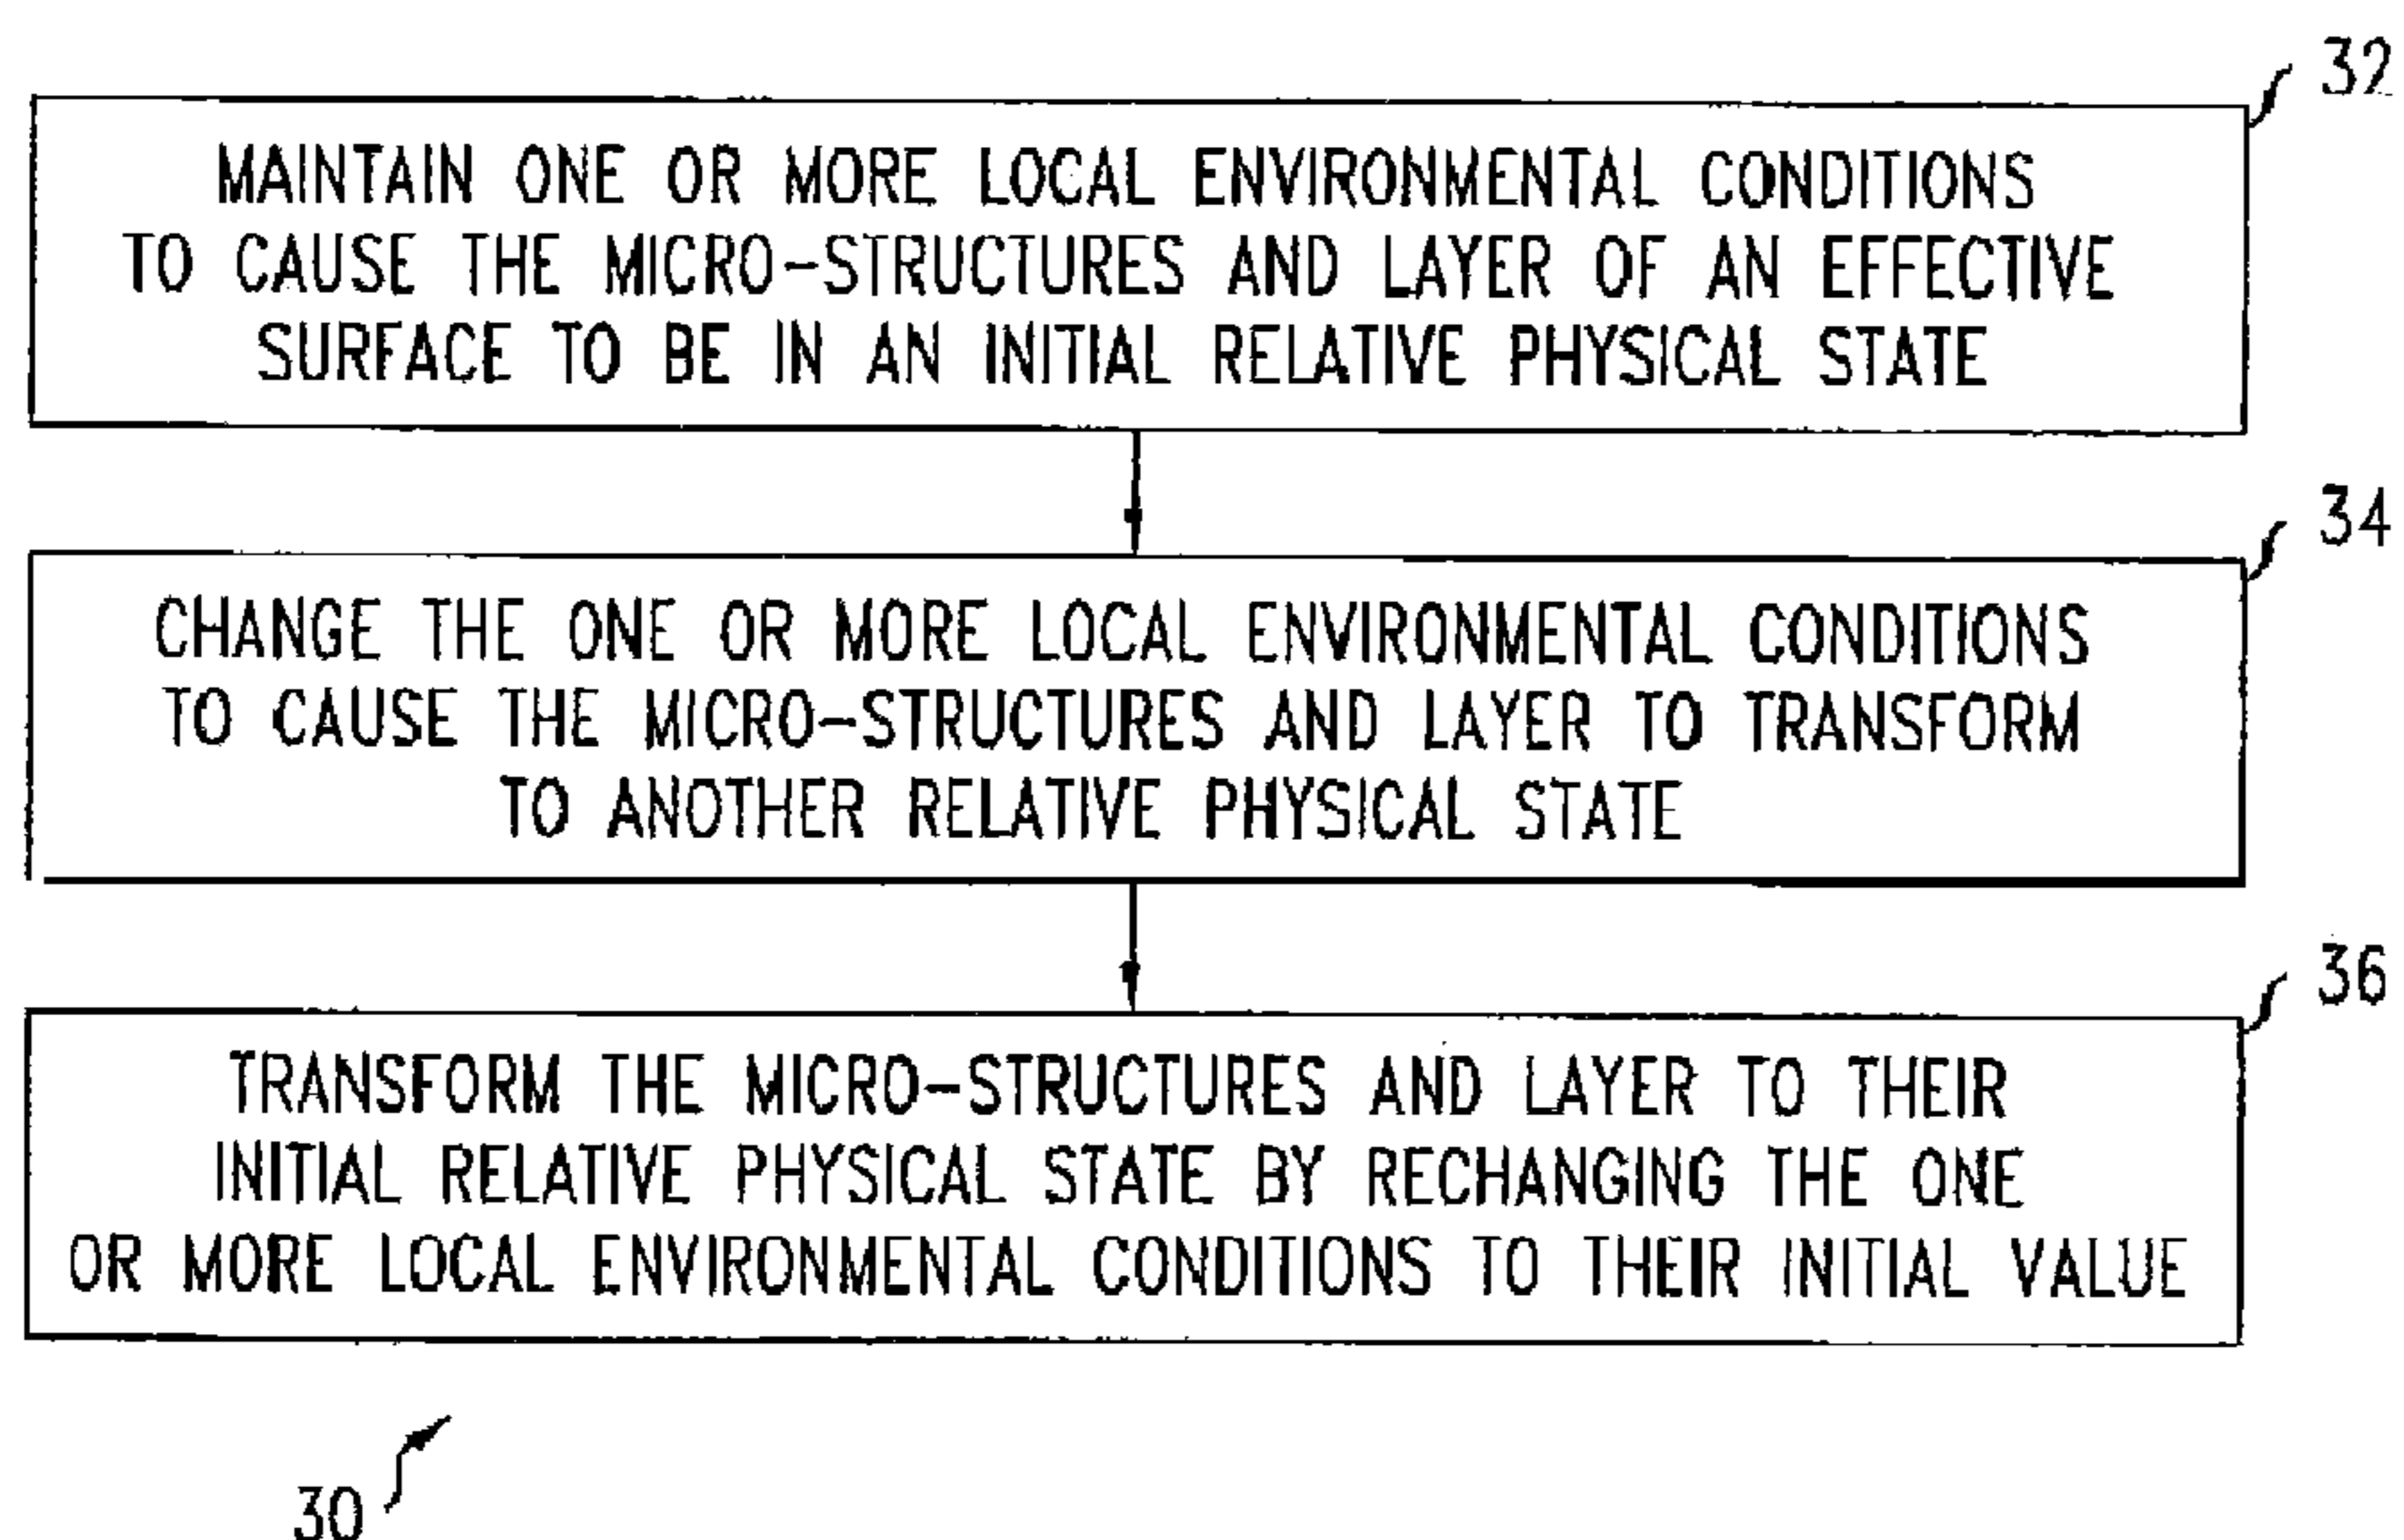 32
MAINTAIN ONE OR MORE LOCAL ENVIRONMENTAL CONDITIONS
TO CAUSE THE MICRO-STRUCTURES AND LAYER OF AN EFFECTIVE
SURFACE TO BE IN AN INITIAL RELATIVE PHYSICAL STATE
34
CHANGE THE ONE OR MORE LOCAL ENVIRONMENTAL CONDITIONS
TO CAUSE THE MICRO-STRUCTURES AND LAYER TO TRANSFORM
TO ANOTHER RELATIVE PHYSICAL STATE
36
TRANSFORM THE MICRO-STRUCTURES AND LAYER TO THEIR
INITIAL RELATIVE PHYSICAL STATE BY RECHANGING THE ONE
OR MORE LOCAL ENVIRONMENTAL CONDITIONS TO THEIR INITIAL VALUE
30